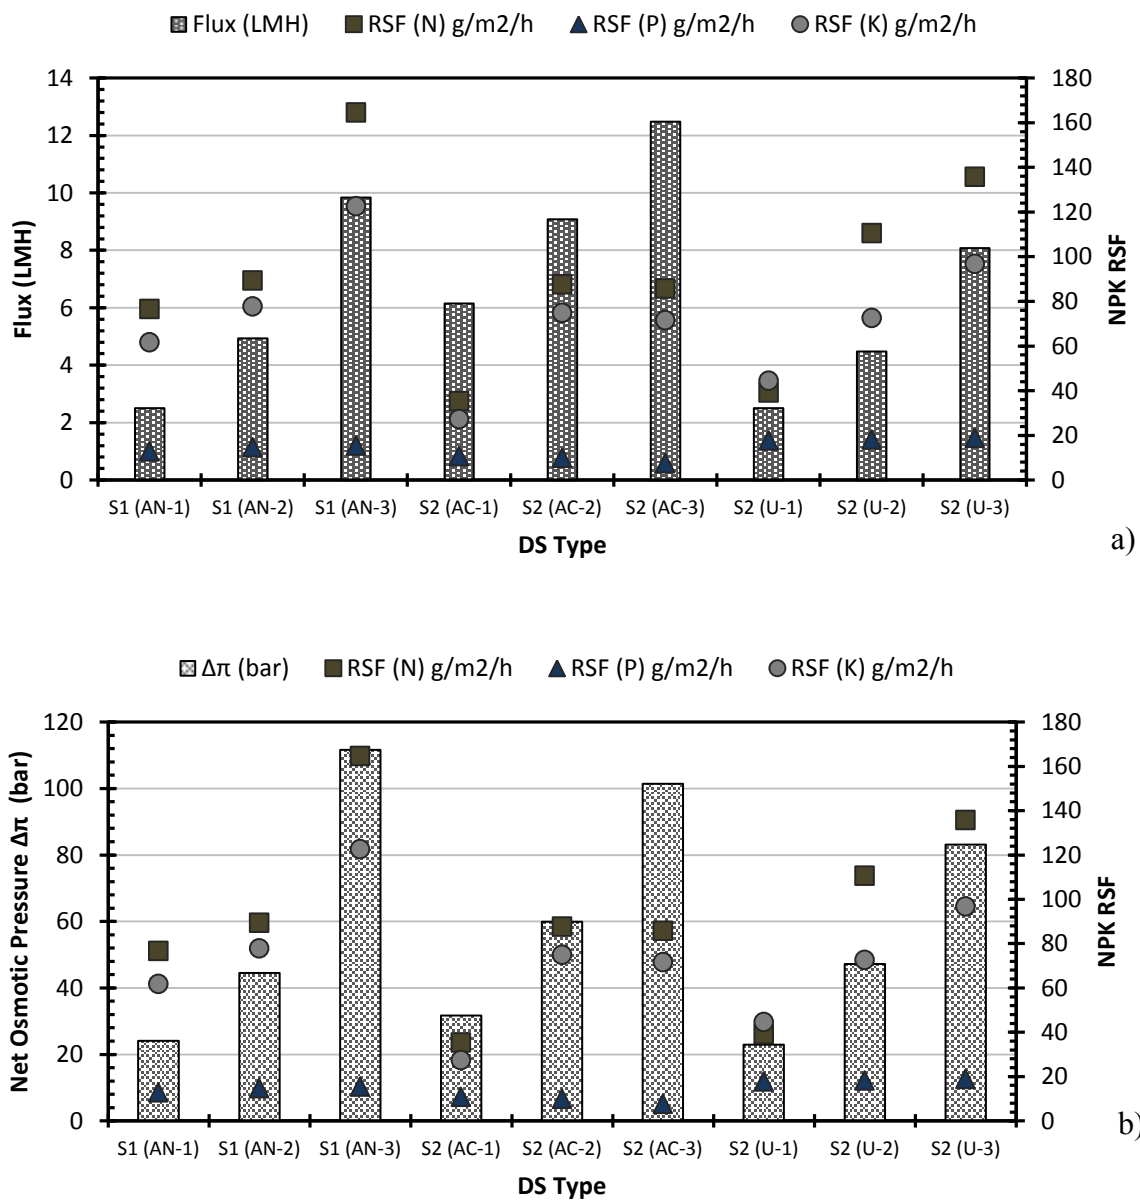 Flux (LMH) RSF (N) g/m2/h RSF (P) g/m2/h RSF (K) g/m2/h
14 180
160
12
140
10 120
8 100
6 80
60
4
40
2 20
0 0
Flux (LMH)
NPK RSF
S1 (AN-1) S1 (AN-2) S1 (AN-3) S2 (AC-1) S2 (AC-2) S2 (AC-3) S2 (U-1) S2 (U-2) S2 (U-3)
DS Type
a)
Δπ (bar) RSF (N) g/m2/h RSF (P) g/m2/h RSF (K) g/m2/h
120 180
160
100 140
80 120
100
60 80
40 60
40
20 20
0 0
Net Osmotic Pressure Δπ (bar)
NPK RSF
S1 (AN-1) S1 (AN-2) S1 (AN-3) S2 (AC-1) S2 (AC-2) S2 (AC-3) S2 (U-1) S2 (U-2) S2 (U-3)
DS Type
b)